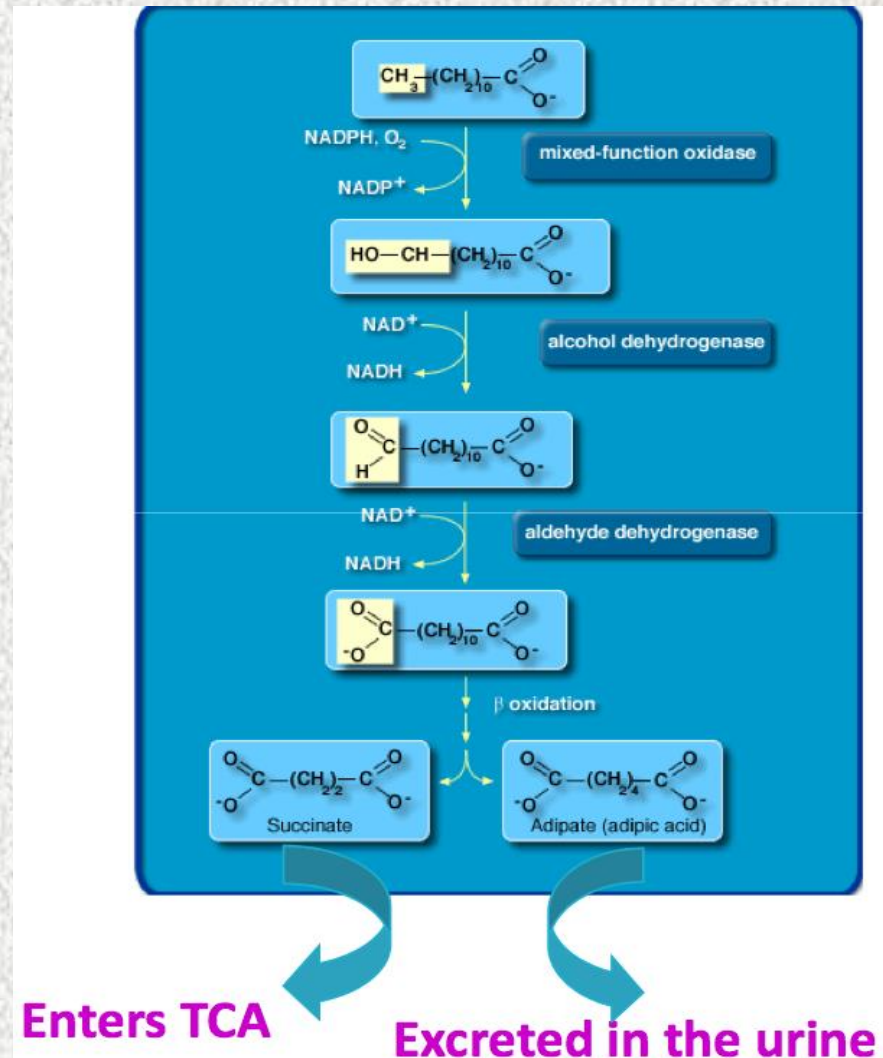 CH₃—(CH₂)₁₀—C
O
O⁻
NADPH, O₂
NADP⁺
mixed-function oxidase
HO—CH—(CH₂)₁₀—C
O
O⁻
NAD⁺
NADH
alcohol dehydrogenase
O
H
C—(CH₂)₁₀—C
O
O⁻
NAD⁺
NADH
aldehyde dehydrogenase
O
⁻O
C—(CH₂)₁₀—C
O
O⁻
β oxidation
O
⁻O
C—(CH₂)₂—C
O
O⁻
Succinate
O
⁻O
C—(CH₂)₄—C
O
O⁻
Adipate (adipic acid)
Enters TCA
Excreted in the urine